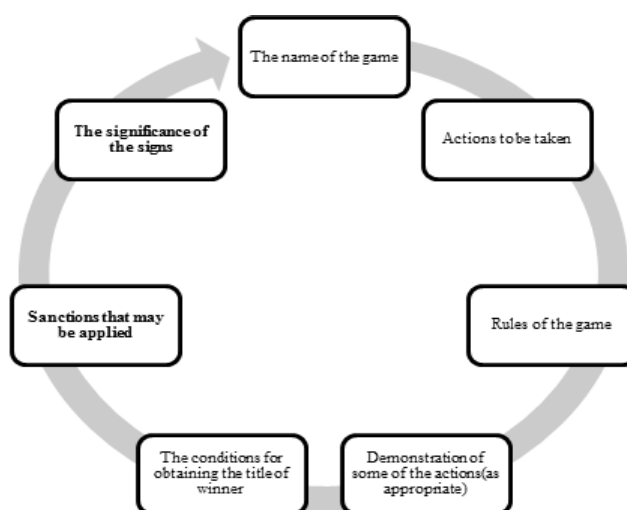 The name of the game
Actions to be taken
Rules of the game
Demonstration of
some of the actions(as
appropriate)
The conditions for
obtaining the title of
winner
Sanctions that may
be applied
The significance of
the signs